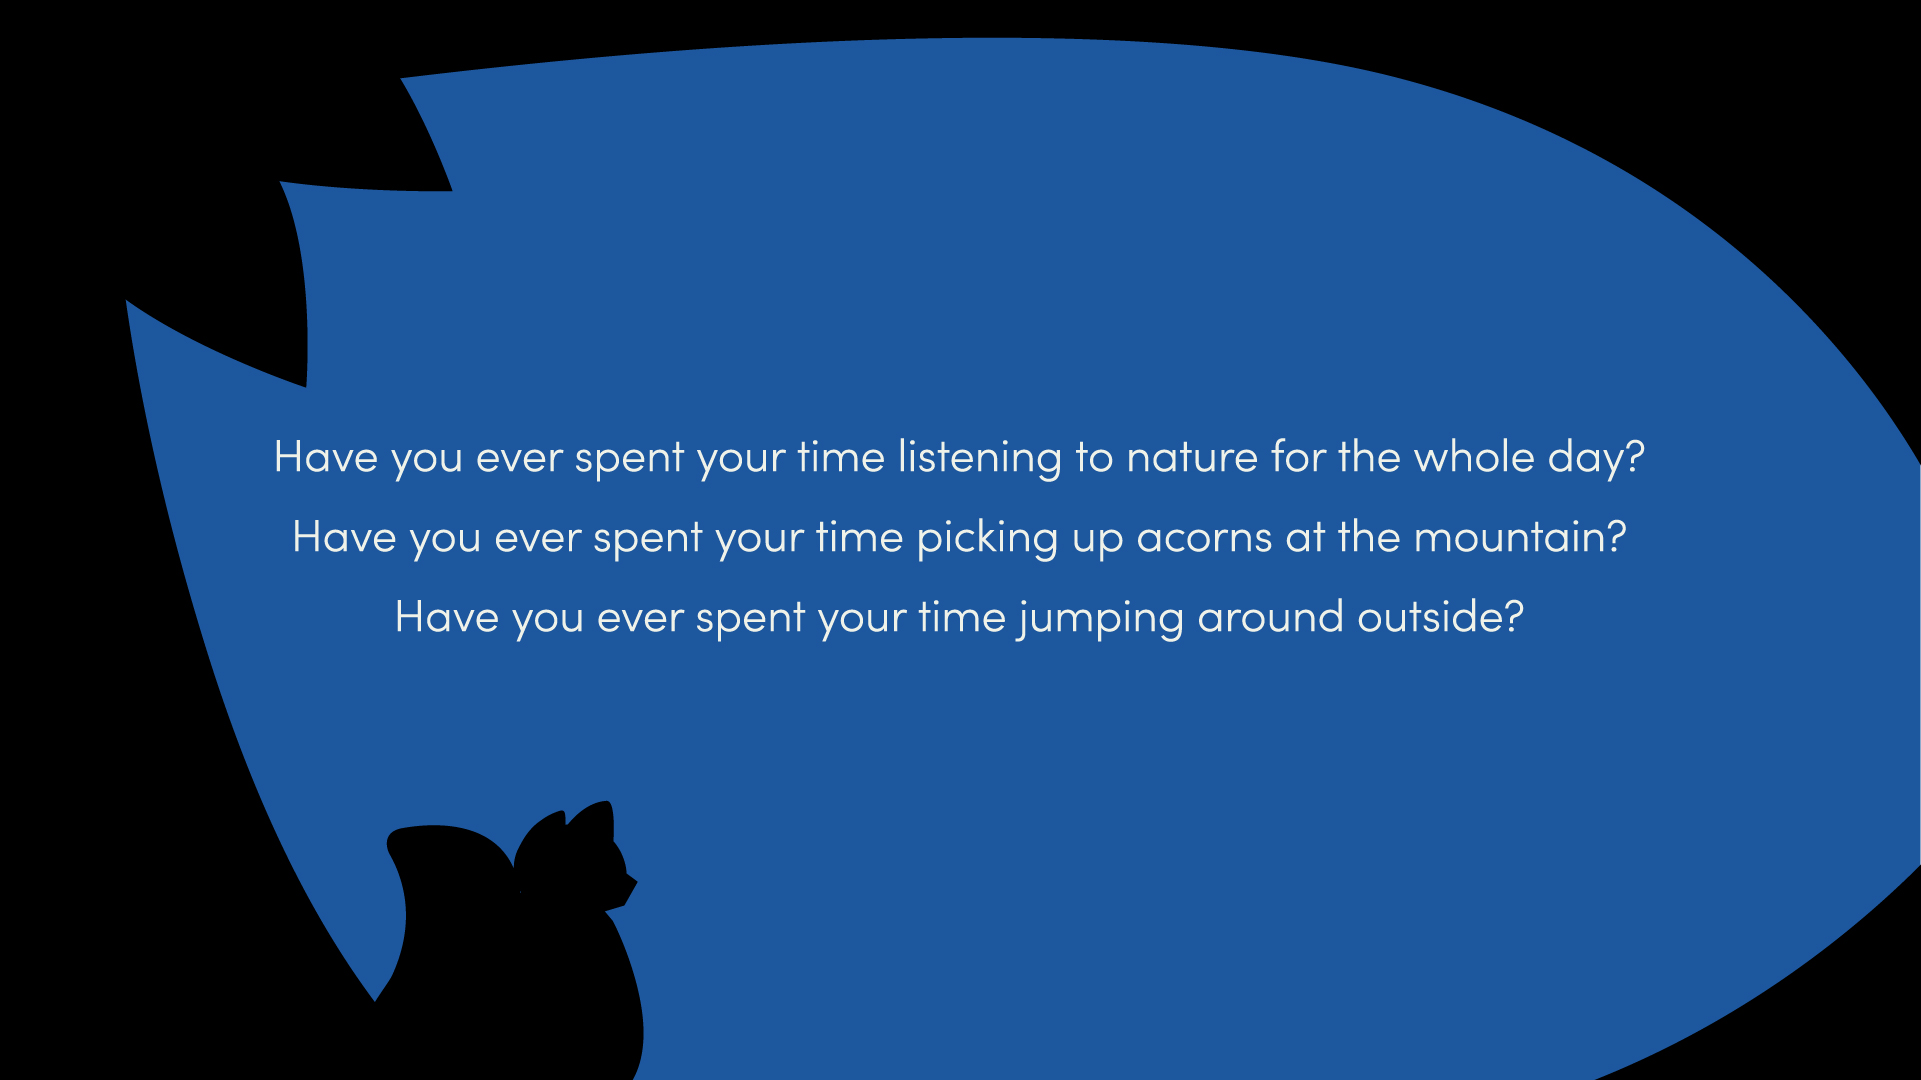 Have you ever spent your time listening to nature for the whole day?
Have you ever spent your time picking up acorns at the mountain?
Have you ever spent your time jumping around outside?